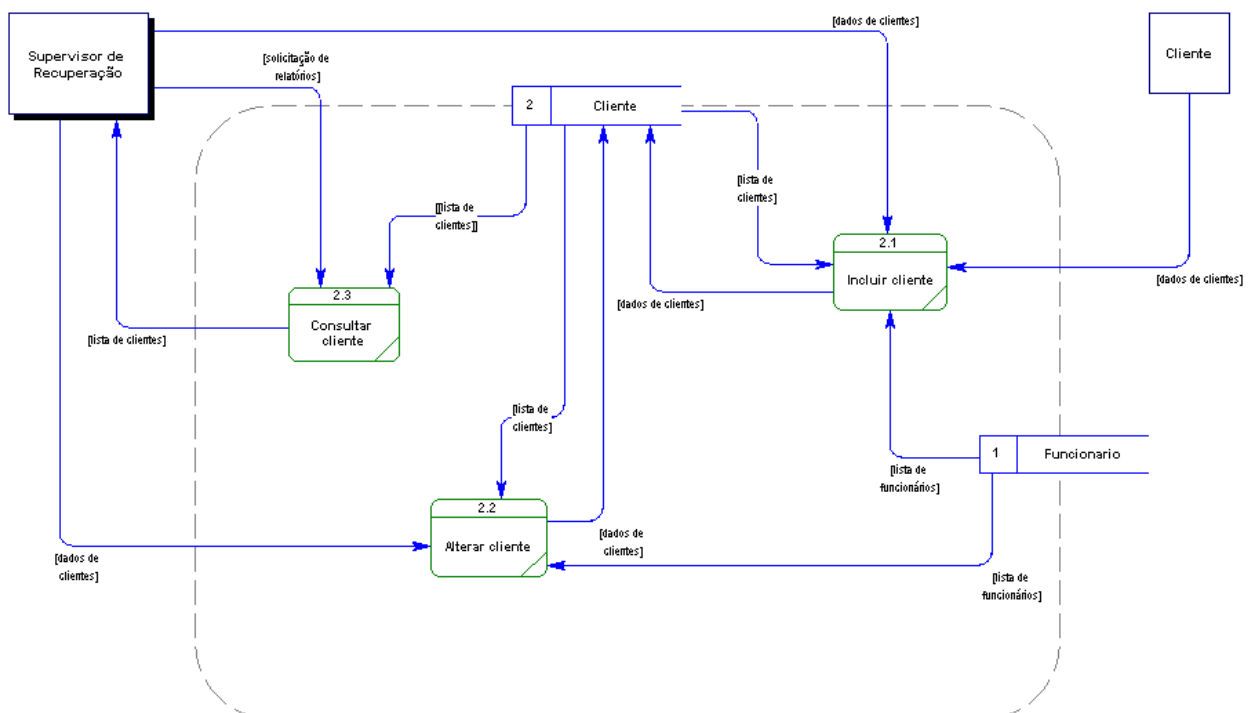 [dados de clientes]
Supervisor de
Recuperação
[solicitação de
relatórios]
Cliente
2
Cliente
[lista de
clientes]
[[lista de
clientes]]
2.1
Incluir cliente
[dados de clientes]
2.3
Consultar
cliente
[dados de clientes]
[lista de clientes]
[lista de
clientes]
1
Funcionario
[lista de
funcionários]
2.2
Alterar cliente
[dados de
clientes]
[dados de
clientes]
[lista de
funcionários]